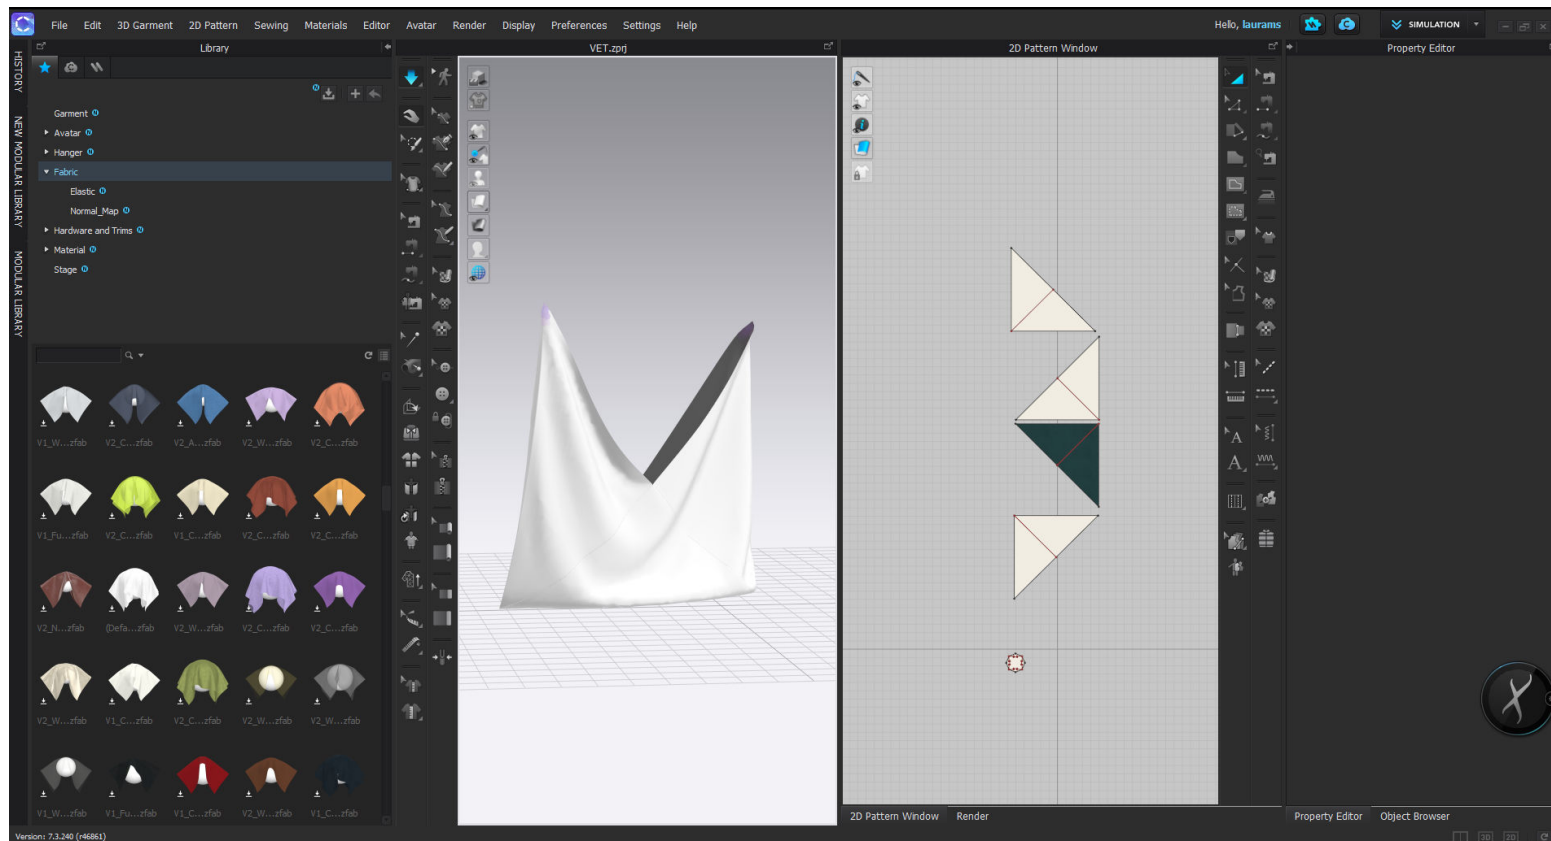 File Edit 3D Garment 2D Pattern Sewing Materials Editor Avatar Render Display Preferences Settings Help Hello, laurams SIMULATION
Library VET.zprj 2D Pattern Window Property Editor
HISTORY
NEW MODULAR LIBRARY
MODULAR LIBRARY
Garment
Avatar
Hanger
Fabric
Elastic
Normal_Map
Hardware and Trims
Material
Stage
V1_W...zfab V2_C...zfab V2_A...zfab V2_W...zfab V2_C...zfab
V1_Fu...zfab V2_C...zfab V1_C...zfab V2_C...zfab V2_C...zfab
V2_N...zfab (Defa...zfab V2_W...zfab V2_C...zfab V2_C...zfab
V2_W...zfab V1_C...zfab V2_C...zfab V2_W...zfab V2_W...zfab
V1_W...zfab V1_Fu...zfab V1_C...zfab V2_W...zfab V1_C...zfab
2D Pattern Window Render Property Editor Object Browser
Version: 7.3.240 (r46861) 3D 2D